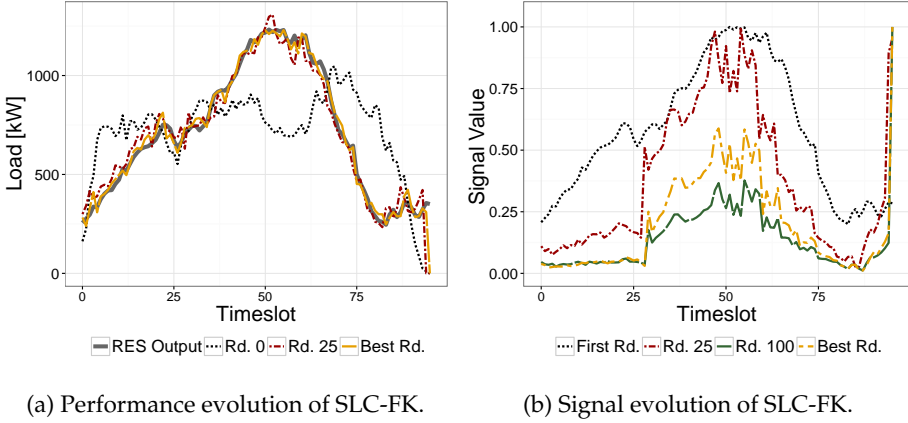 Load [kW]
1000
500
0
0
25
50
75
Timeslot
RES Output
Rd. 0
Rd. 25
Best Rd.
(a) Performance evolution of SLC-FK.
Signal Value
1.00
0.75
0.50
0.25
0.00
0
25
50
75
Timeslot
First Rd.
Rd. 25
Rd. 100
Best Rd.
(b) Signal evolution of SLC-FK.